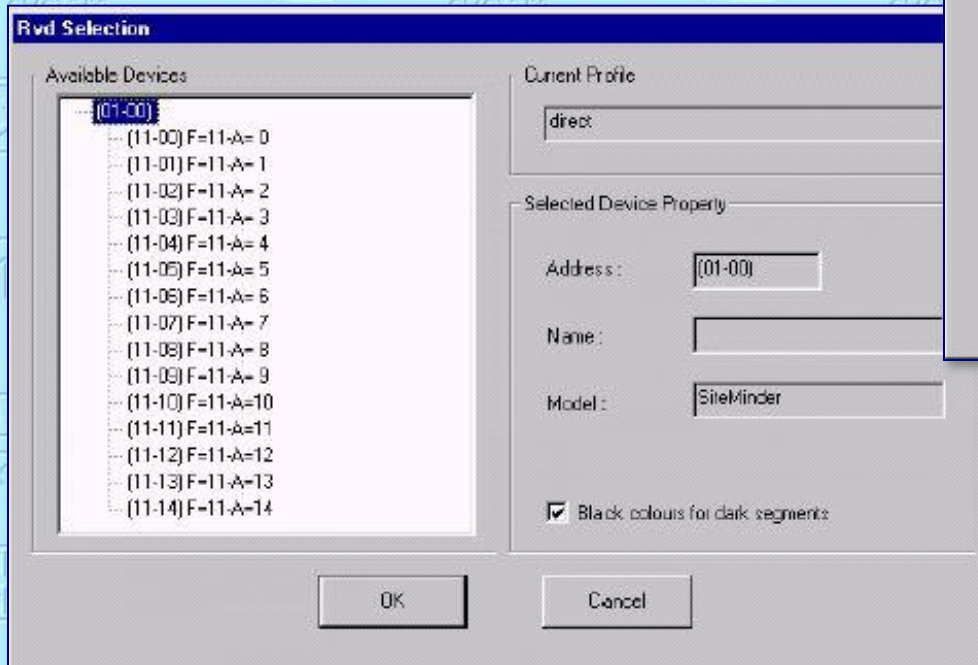 Rvd Selection
Available Devices
(01-00)
(11-00) F=11-A= 0
(11-01) F=11-A= 1
(11-02) F=11-A= 2
(11-03) F=11-A= 3
(11-04) F=11-A= 4
(11-05) F=11-A= 5
(11-06) F=11-A= 6
(11-07) F=11-A= 7
(11-08) F=11-A= 8
(11-09) F=11-A= 9
(11-10) F=11-A=10
(11-11) F=11-A=11
(11-12) F=11-A=12
(11-13) F=11-A=13
(11-14) F=11-A=14
Current Profile
direct
Selected Device Property
Address :
(01-00)
Name :
Model :
SiteMinder
Black colours for dark segments
OK
Cancel